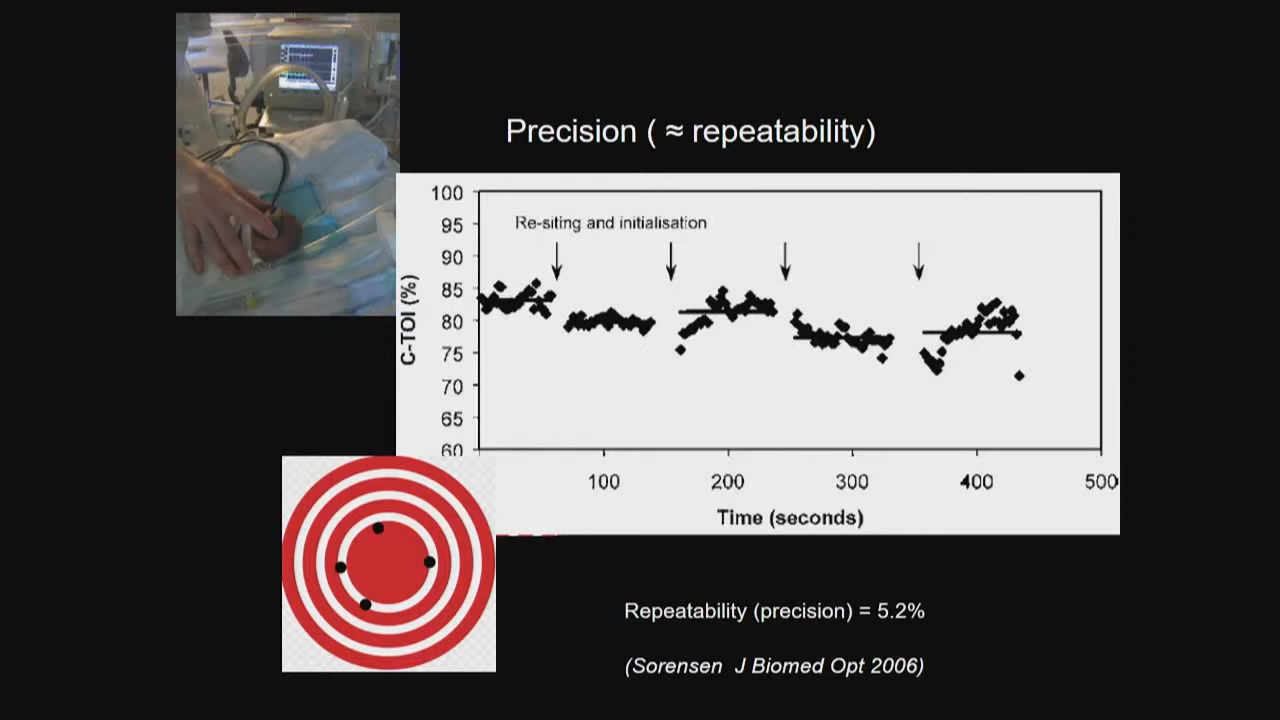 Precision ( ≈ repeatability)
Re-siting and initialisation
C-TOI (%)
100
95
90
85
80
75
70
65
60
100
200
300
400
500
Time (seconds)
Repeatability (precision) = 5.2%
(Sorensen J Biomed Opt 2006)